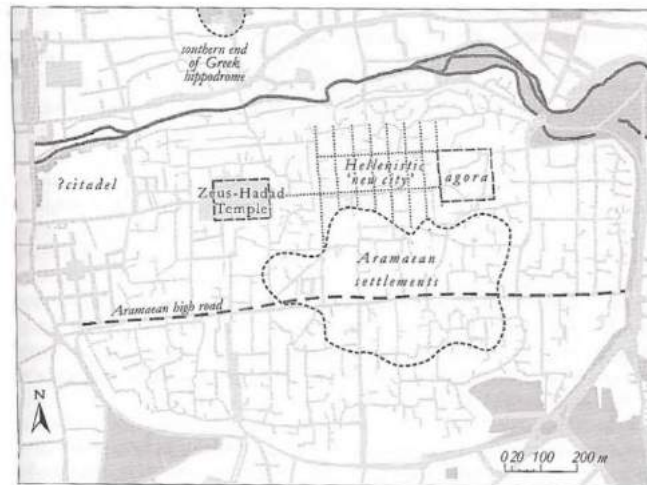 southern end
of Greek
hippodrome
?citadel
Hellenistic
'new city'
agora
Zeus-Hadad
Temple
Aramaean
settlements
Aramaean high road
N
0 20 100 200 m